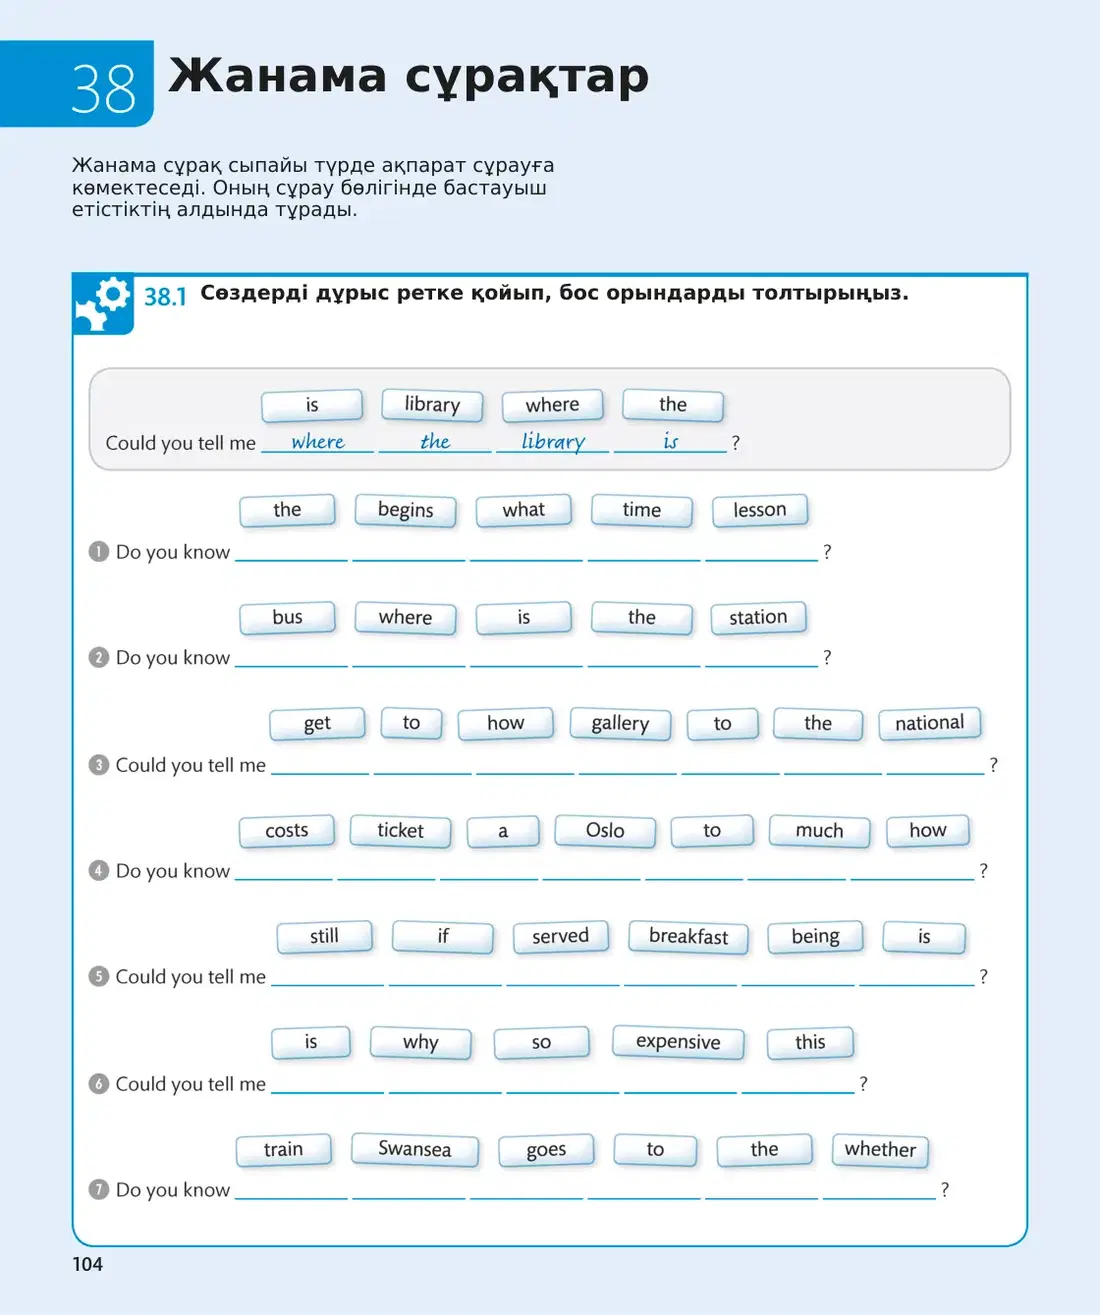 38
Жанама сұрақтар
Жанама сұрақ сыпайы түрде ақпарат сұрауға
көмектеседі. Оның сұрау бөлігінде бастауыш
етістіктің алдында тұрады.
38.1 Сөздерді дұрыс ретке қойып, бос орындарды толтырыңыз.
is library where the
Could you tell me where the library is ?
the begins what time lesson
1 Do you know ?
bus where is the station
2 Do you know ?
get to how gallery to the national
3 Could you tell me ?
costs ticket a Oslo to much how
4 Do you know ?
still if served breakfast being is
5 Could you tell me ?
is why so expensive this
6 Could you tell me ?
train Swansea goes to the whether
7 Do you know ?
104